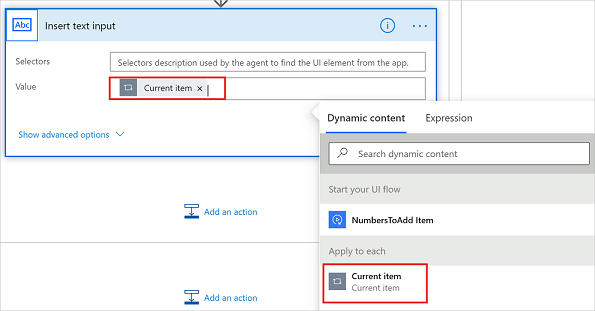 Abc Insert text input
Selectors Selectors description used by the agent to find the UI element from the app.
Value Current item ×
Dynamic content Expression
Show advanced options
Search dynamic content
Start your UI flow
Add an action
NumbersToAdd Item
Apply to each
Current item
Current item
Add an action